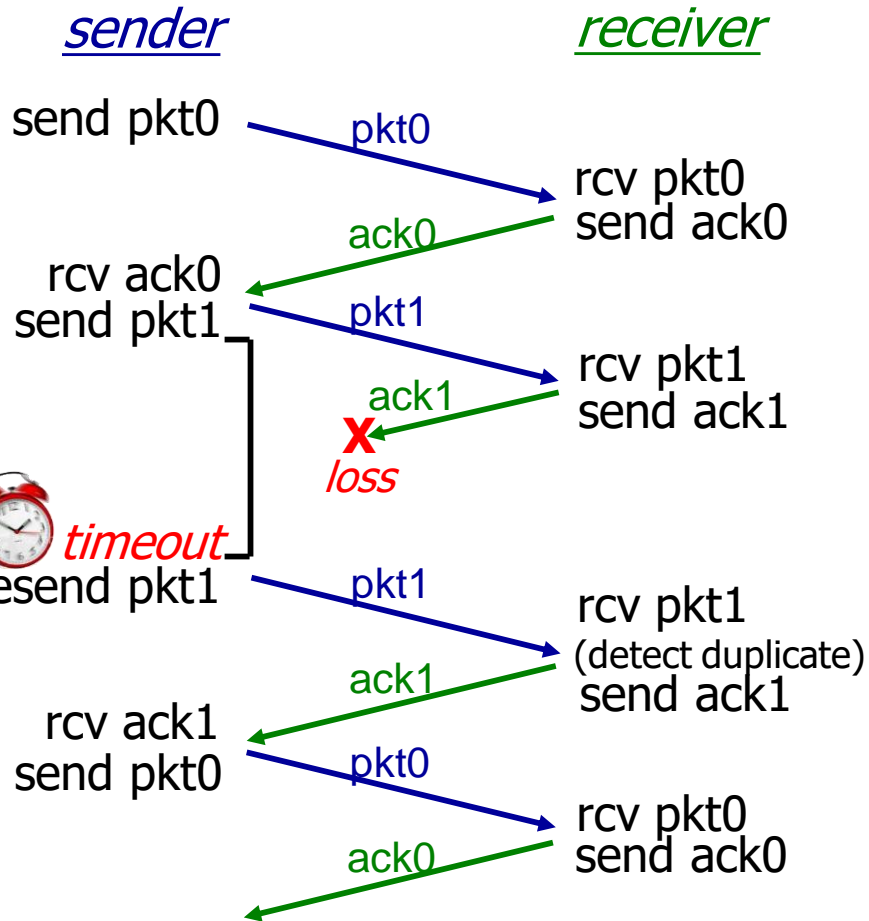 sender receiver
send pkt0
pkt0
rcv pkt0
send ack0
ack0
rcv ack0
send pkt1
pkt1
rcv pkt1
send ack1
ack1
X
loss
timeout
esend pkt1
pkt1
rcv pkt1
(detect duplicate)
send ack1
ack1
rcv ack1
send pkt0
pkt0
rcv pkt0
send ack0
ack0